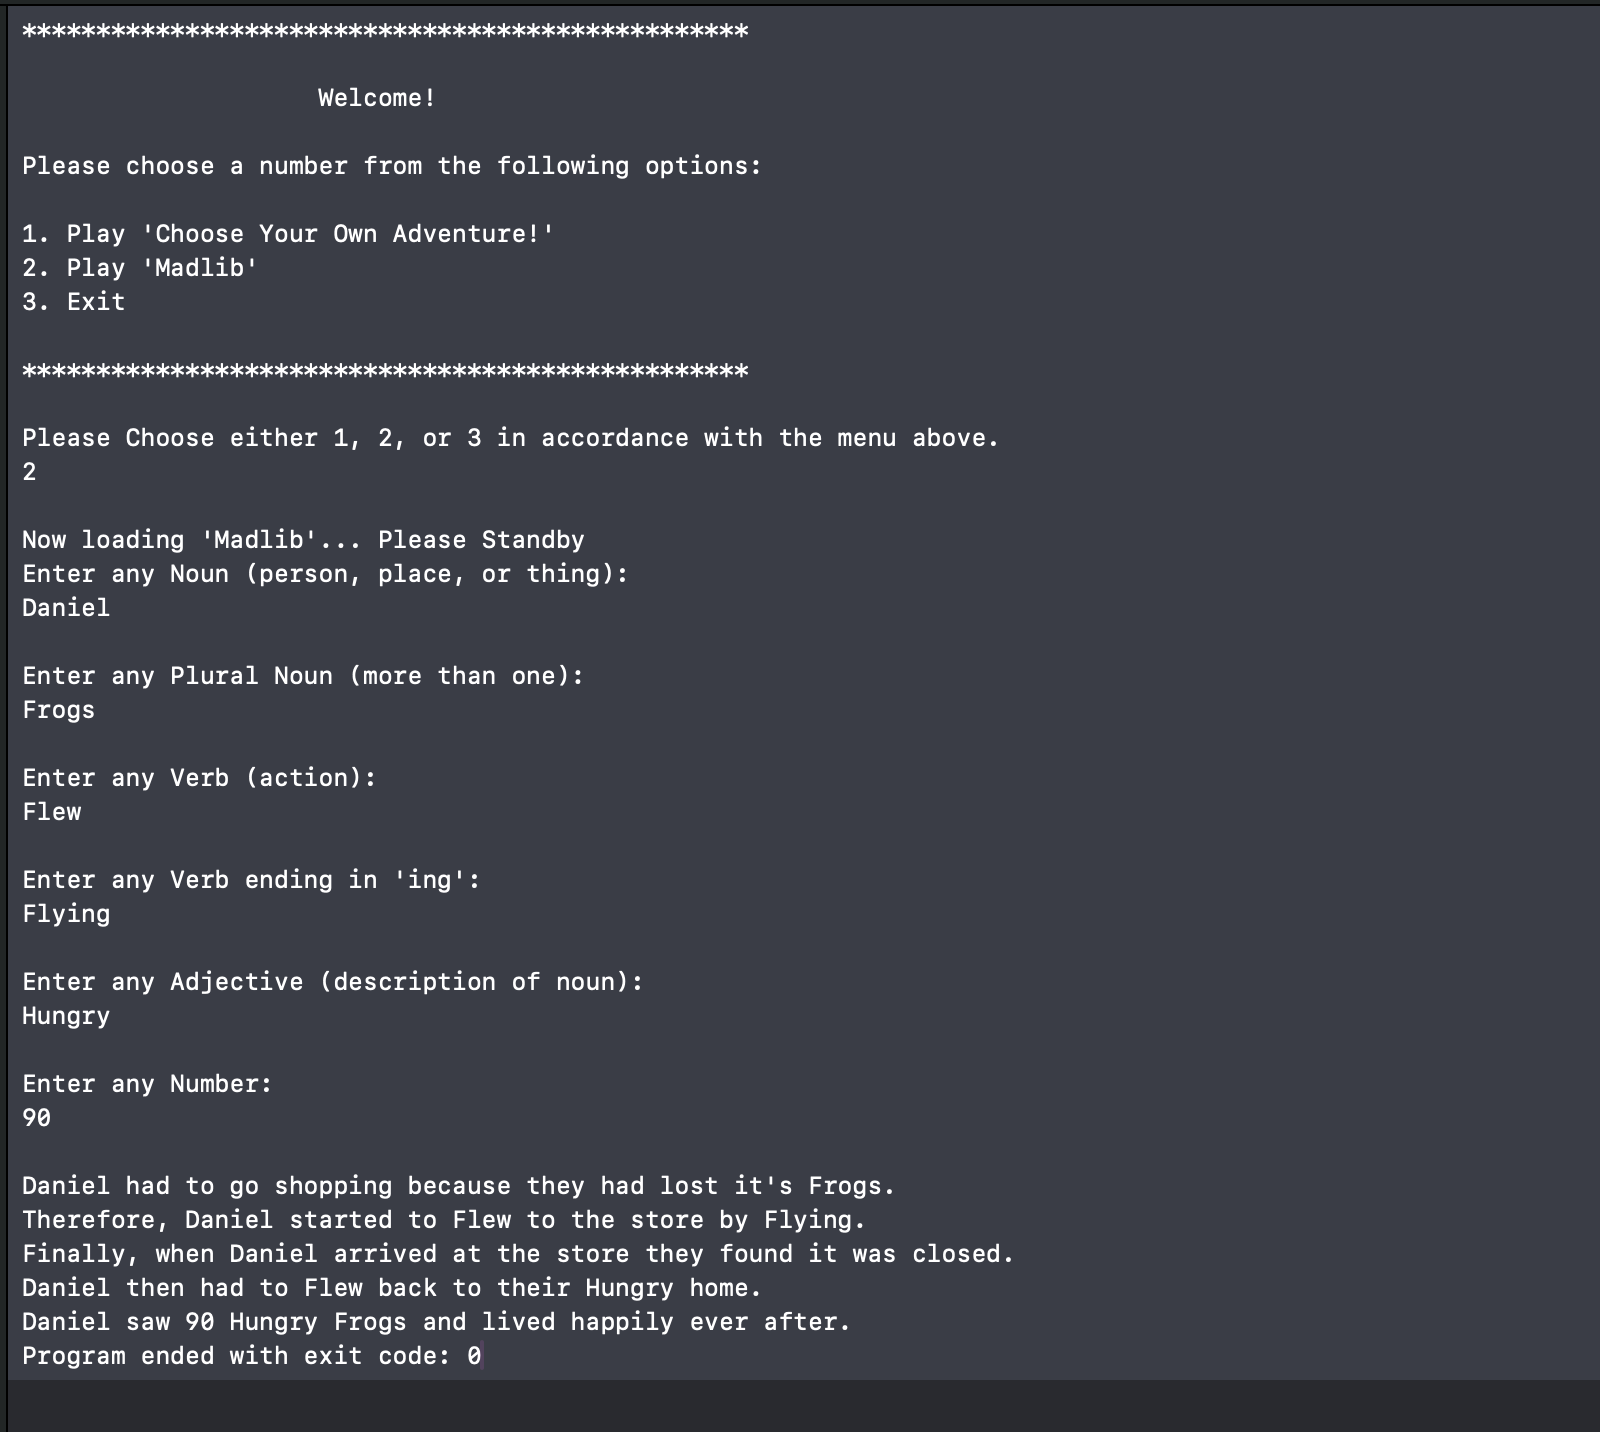 *************************************************
Welcome!
Please choose a number from the following options:
1. Play 'Choose Your Own Adventure!'
2. Play 'Madlib'
3. Exit
*************************************************
Please Choose either 1, 2, or 3 in accordance with the menu above.
2
Now loading 'Madlib'... Please Standby
Enter any Noun (person, place, or thing):
Daniel
Enter any Plural Noun (more than one):
Frogs
Enter any Verb (action):
Flew
Enter any Verb ending in 'ing':
Flying
Enter any Adjective (description of noun):
Hungry
Enter any Number:
90
Daniel had to go shopping because they had lost it's Frogs.
Therefore, Daniel started to Flew to the store by Flying.
Finally, when Daniel arrived at the store they found it was closed.
Daniel then had to Flew back to their Hungry home.
Daniel saw 90 Hungry Frogs and lived happily ever after.
Program ended with exit code: 0